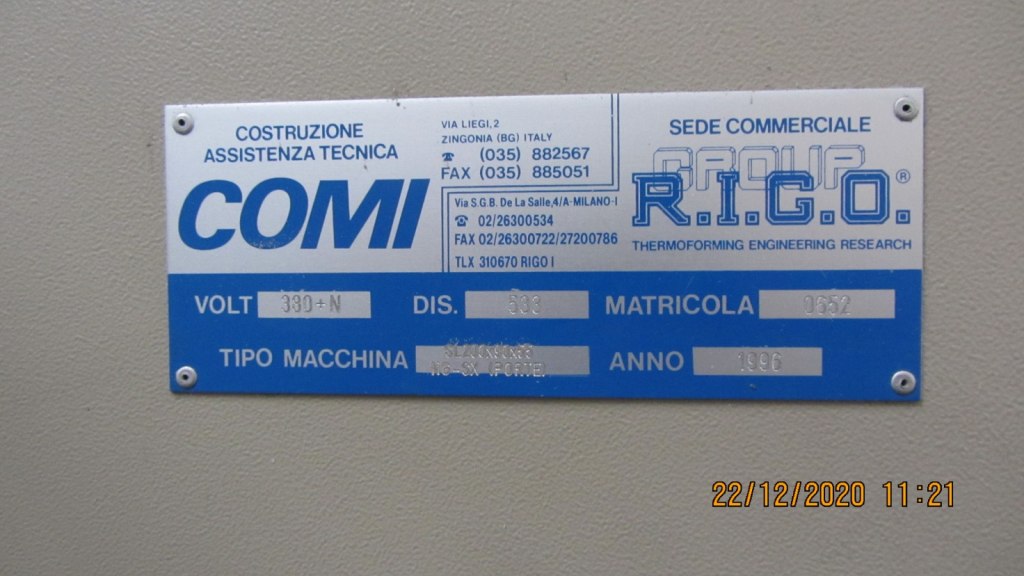 COSTRUZIONE
ASSISTENZA TECNICA
COMI
VIA LIEGI,2
ZINGONIA (BG) ITALY
☎ (035) 882567
FAX (035) 885051
Via S.G.B. De La Salle,4/A-MILANO-I
☎ 02/26300534
FAX 02/26300722/27200786
TLX 310670 RIGO I
SEDE COMMERCIALE
GROUP
R.I.G.O.®
THERMOFORMING ENGINEERING RESEARCH
VOLT 380+N DIS. 533 MATRICOLA 0652
TIPO MACCHINA
ANNO 1996
22/12/2020 11:21